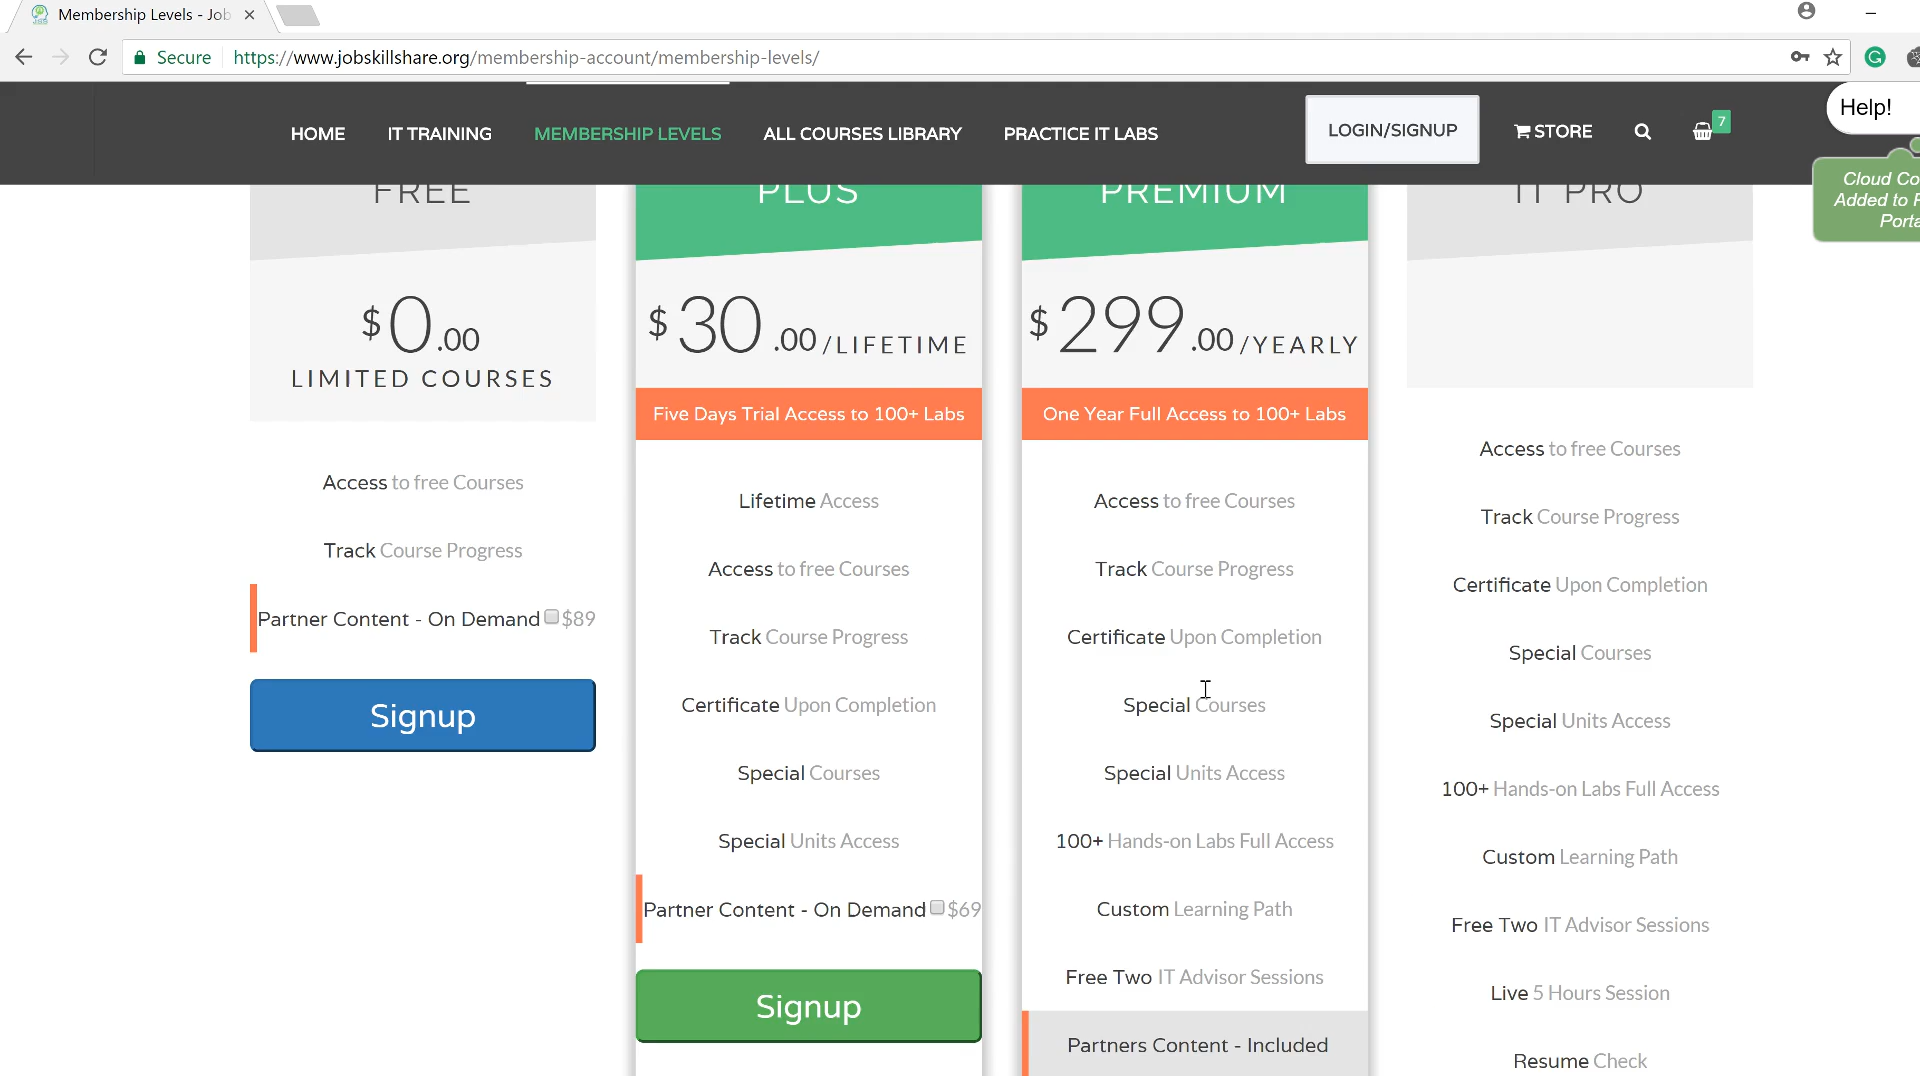 Membership Levels - Job
Secure
https://www.jobskillshare.org/membership-account/membership-levels/
HOME
IT TRAINING
MEMBERSHIP LEVELS
ALL COURSES LIBRARY
PRACTICE IT LABS
LOGIN/SIGNUP
STORE
7
Help!
Cloud Co
Added to P
Porta
FREE
$0.00
LIMITED COURSES
Access to free Courses
Track Course Progress
Partner Content - On Demand $89
Signup
PLUS
$30.00/LIFETIME
Five Days Trial Access to 100+ Labs
Lifetime Access
Access to free Courses
Track Course Progress
Certificate Upon Completion
Special Courses
Special Units Access
Partner Content - On Demand $69
Signup
PREMIUM
$299.00/YEARLY
One Year Full Access to 100+ Labs
Access to free Courses
Track Course Progress
Certificate Upon Completion
Special Courses
Special Units Access
100+ Hands-on Labs Full Access
Custom Learning Path
Free Two IT Advisor Sessions
Partners Content - Included
IT PRO
Access to free Courses
Track Course Progress
Certificate Upon Completion
Special Courses
Special Units Access
100+ Hands-on Labs Full Access
Custom Learning Path
Free Two IT Advisor Sessions
Live 5 Hours Session
Resume Check